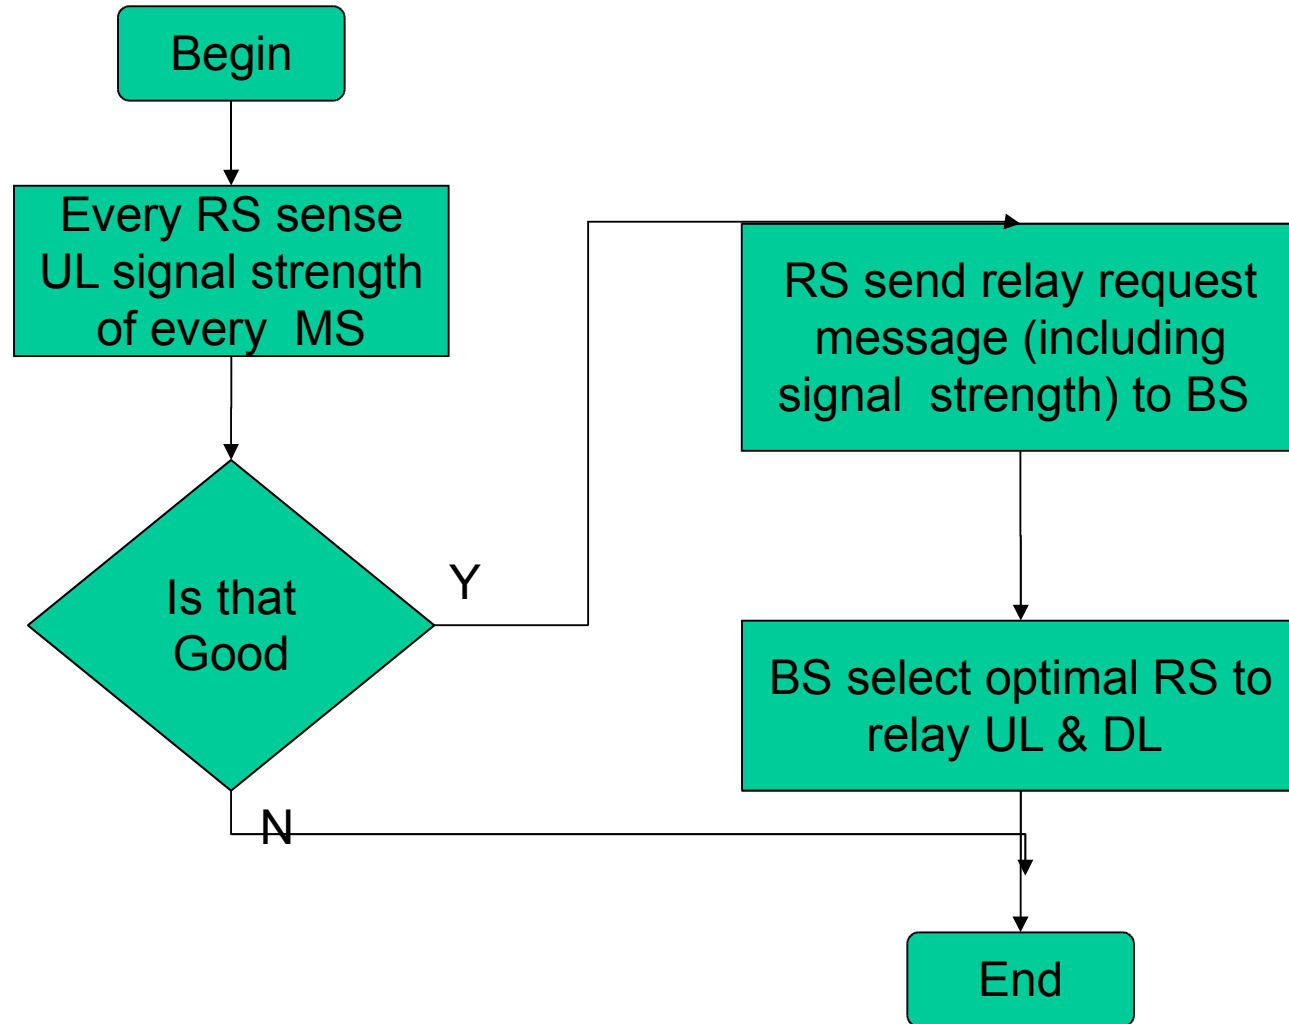 Begin
Every RS sense
UL signal strength
of every MS
Is that
Good
Y
N
RS send relay request
message (including
signal strength) to BS
BS select optimal RS to
relay UL & DL
End